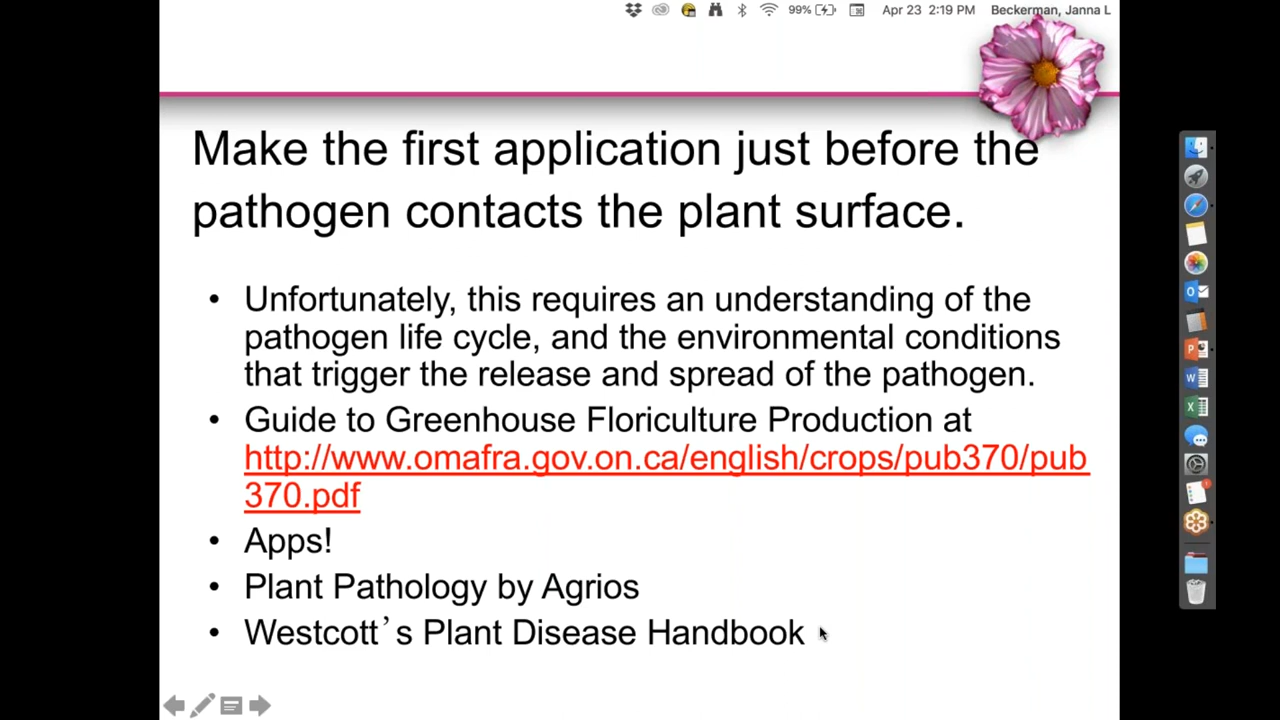 99% Apr 23 2:19 PM Beckerman, Janna L
Make the first application just before the
pathogen contacts the plant surface.
• Unfortunately, this requires an understanding of the
pathogen life cycle, and the environmental conditions
that trigger the release and spread of the pathogen.
• Guide to Greenhouse Floriculture Production at
http://www.omafra.gov.on.ca/english/crops/pub370/pub
370.pdf
• Apps!
• Plant Pathology by Agrios
• Westcott’s Plant Disease Handbook